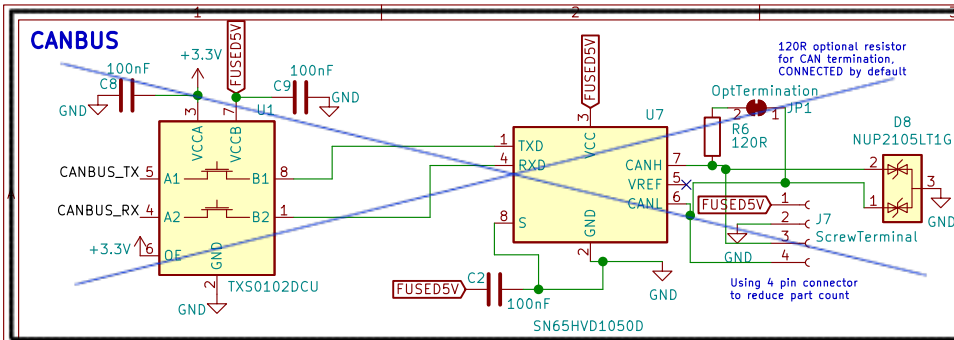 1
2
3
CANBUS
+3.3V
FUSED5V
100nF
C8
GND
C9
100nF
GND
U1
3
7
VCCA
VCCB
CANBUS_TX
5
A1
B1
8
CANBUS_RX
4
A2
B2
1
+3.3V
6
OE
GND
2
GND
TXS0102DCU
A
FUSED5V
U7
3
VCC
1
TXD
4
RXD
8
S
CANH
7
VREF
5
CANL
6
GND
2
FUSED5V
C2
100nF
GND
SN65HVD1050D
120R optional resistor
for CAN termination,
CONNECTED by default
OptTermination
JP1
2
1
R6
120R
D8
NUP2105LT1G
2
1
3
GND
FUSED5V
1
2
3
4
J7
ScrewTerminal
GND
Using 4 pin connector
to reduce part count